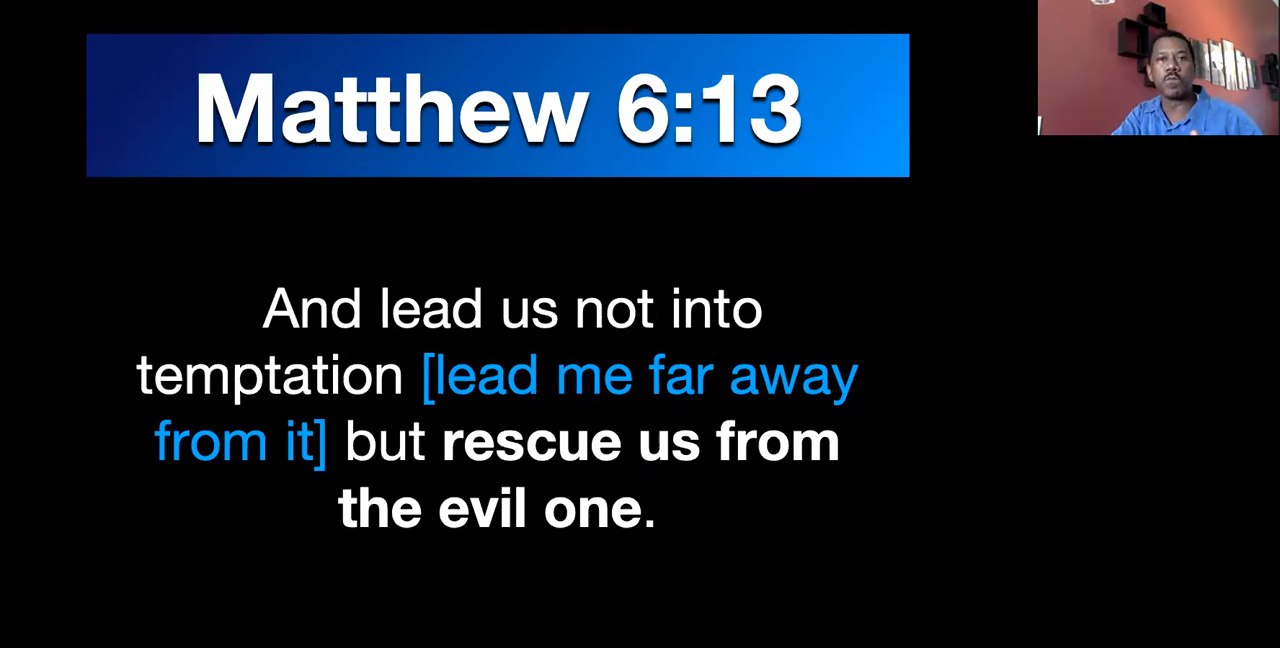 Matthew 6:13
And lead us not into
temptation [lead me far away
from it] but rescue us from
the evil one.